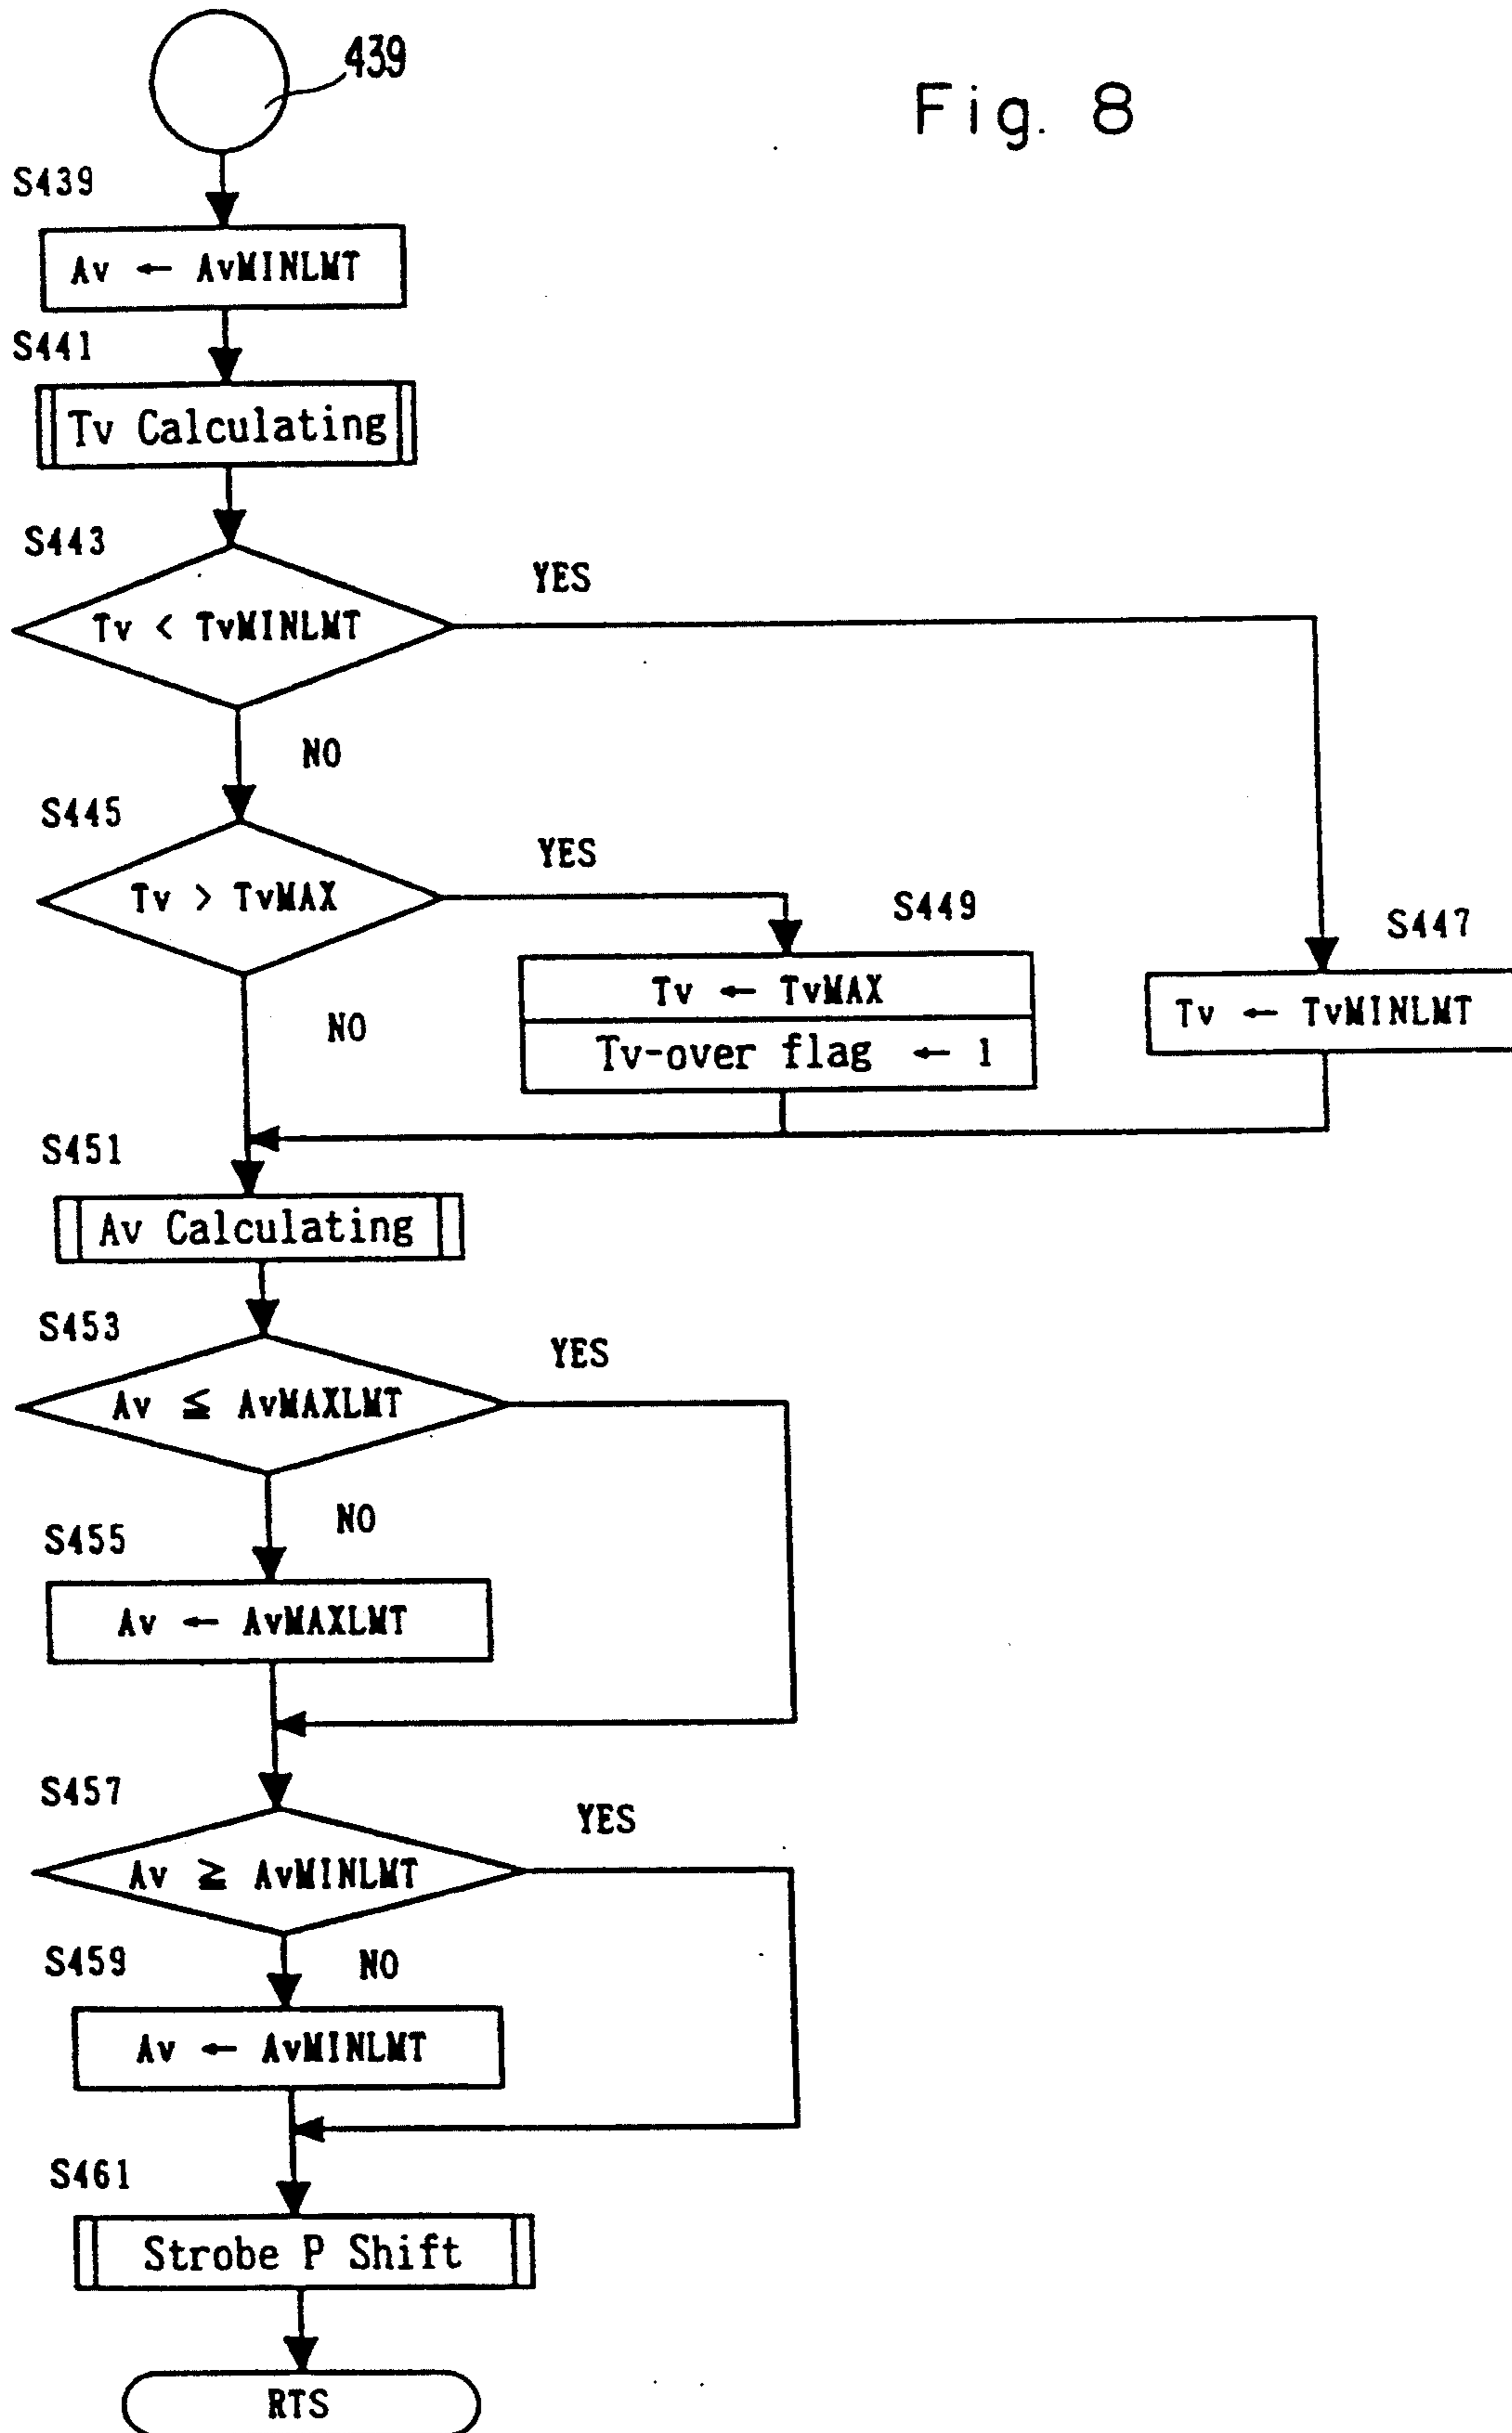 439
Fig. 8
S439
Av ← AvMINLMT
S441
Tv Calculating
S443
Tv < TvMINLMT
YES
NO
S445
Tv > TvMAX
YES
NO
S449
Tv ← TvMAX
Tv-over flag ← 1
S447
Tv ← TvMINLMT
S451
Av Calculating
S453
Av ≦ AvMAXLMT
YES
NO
S455
Av ← AvMAXLMT
S457
Av ≧ AvMINLMT
YES
NO
S459
Av ← AvMINLMT
S461
Strobe P Shift
RTS